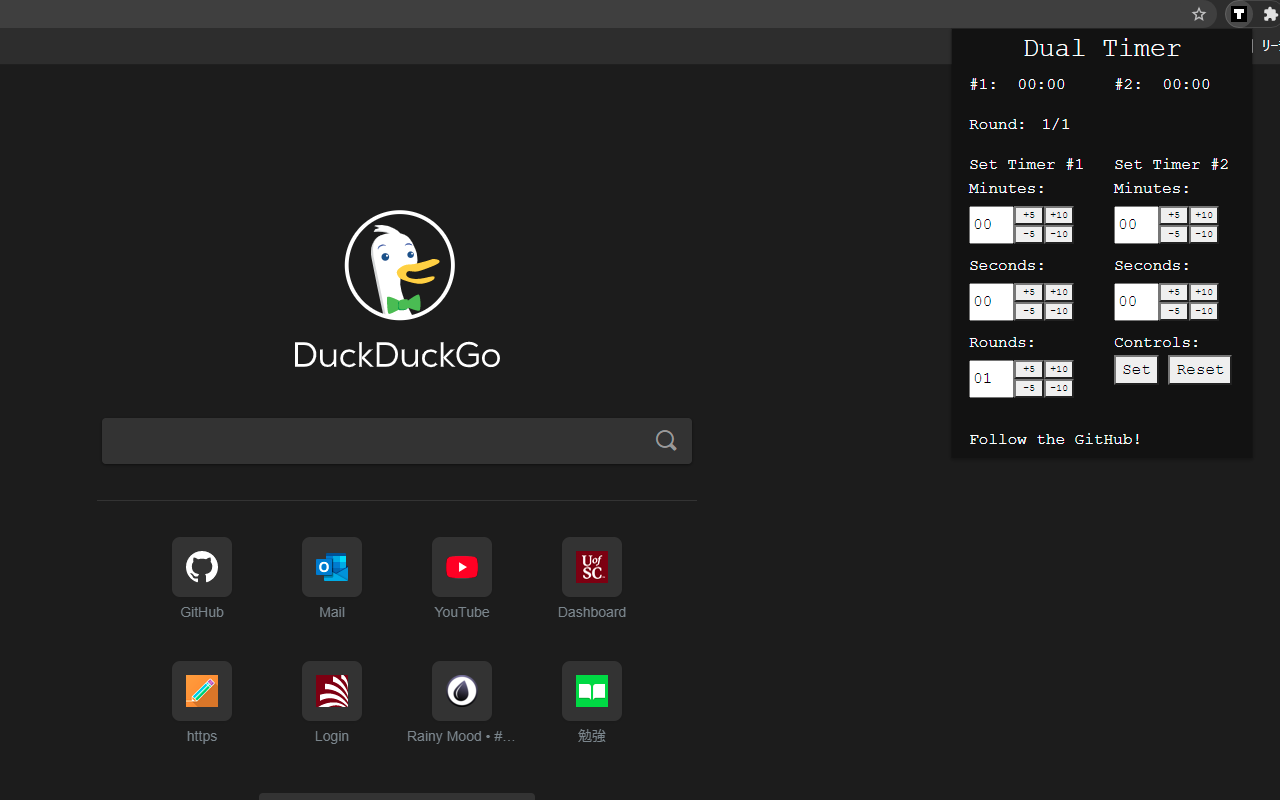 T
リー
Dual Timer
#1: 00:00 #2: 00:00
Round: 1/1
Set Timer #1 Set Timer #2
Minutes: Minutes:
00 +5 +10 00 +5 +10
-5 -10 -5 -10
Seconds: Seconds:
00 +5 +10 00 +5 +10
-5 -10 -5 -10
Rounds: Controls:
01 +5 +10 Set Reset
-5 -10
Follow the GitHub!
DuckDuckGo
GitHub Mail YouTube Dashboard
U of SC
https Login Rainy Mood • #… 勉強